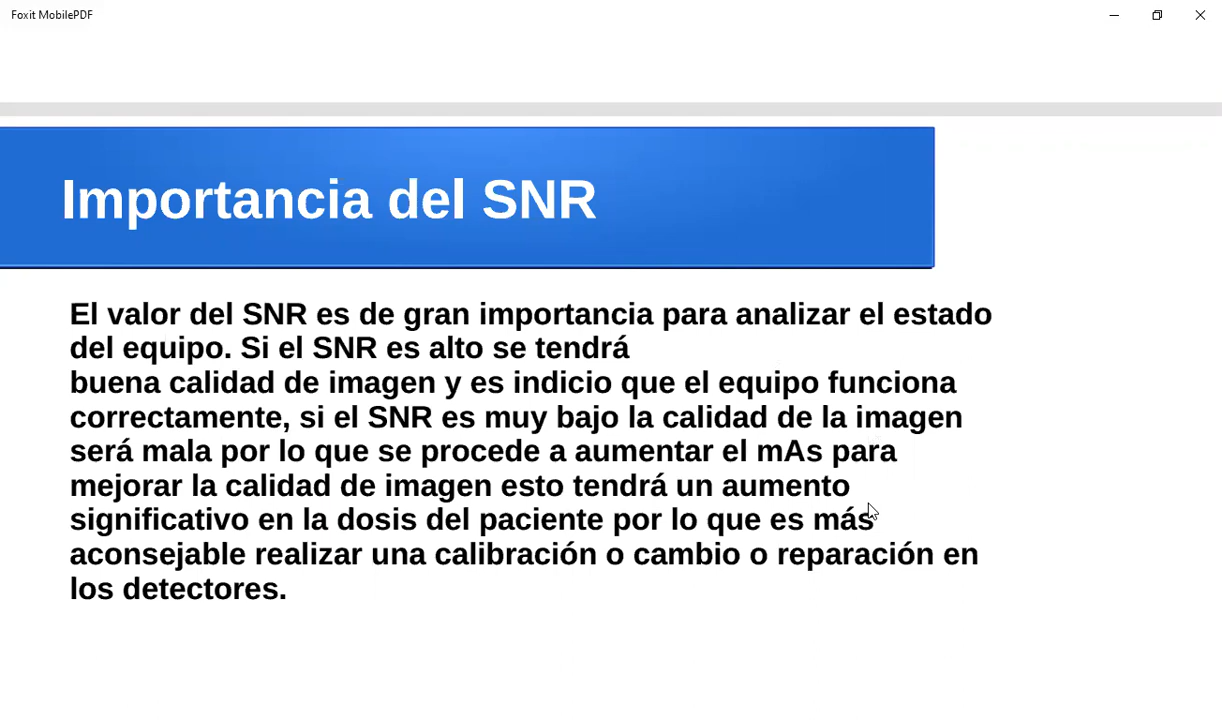 Foxit MobilePDF
Importancia del SNR
El valor del SNR es de gran importancia para analizar el estado
del equipo. Si el SNR es alto se tendrá
buena calidad de imagen y es indicio que el equipo funciona
correctamente, si el SNR es muy bajo la calidad de la imagen
será mala por lo que se procede a aumentar el mAs para
mejorar la calidad de imagen esto tendrá un aumento
significativo en la dosis del paciente por lo que es más
aconsejable realizar una calibración o cambio o reparación en
los detectores.